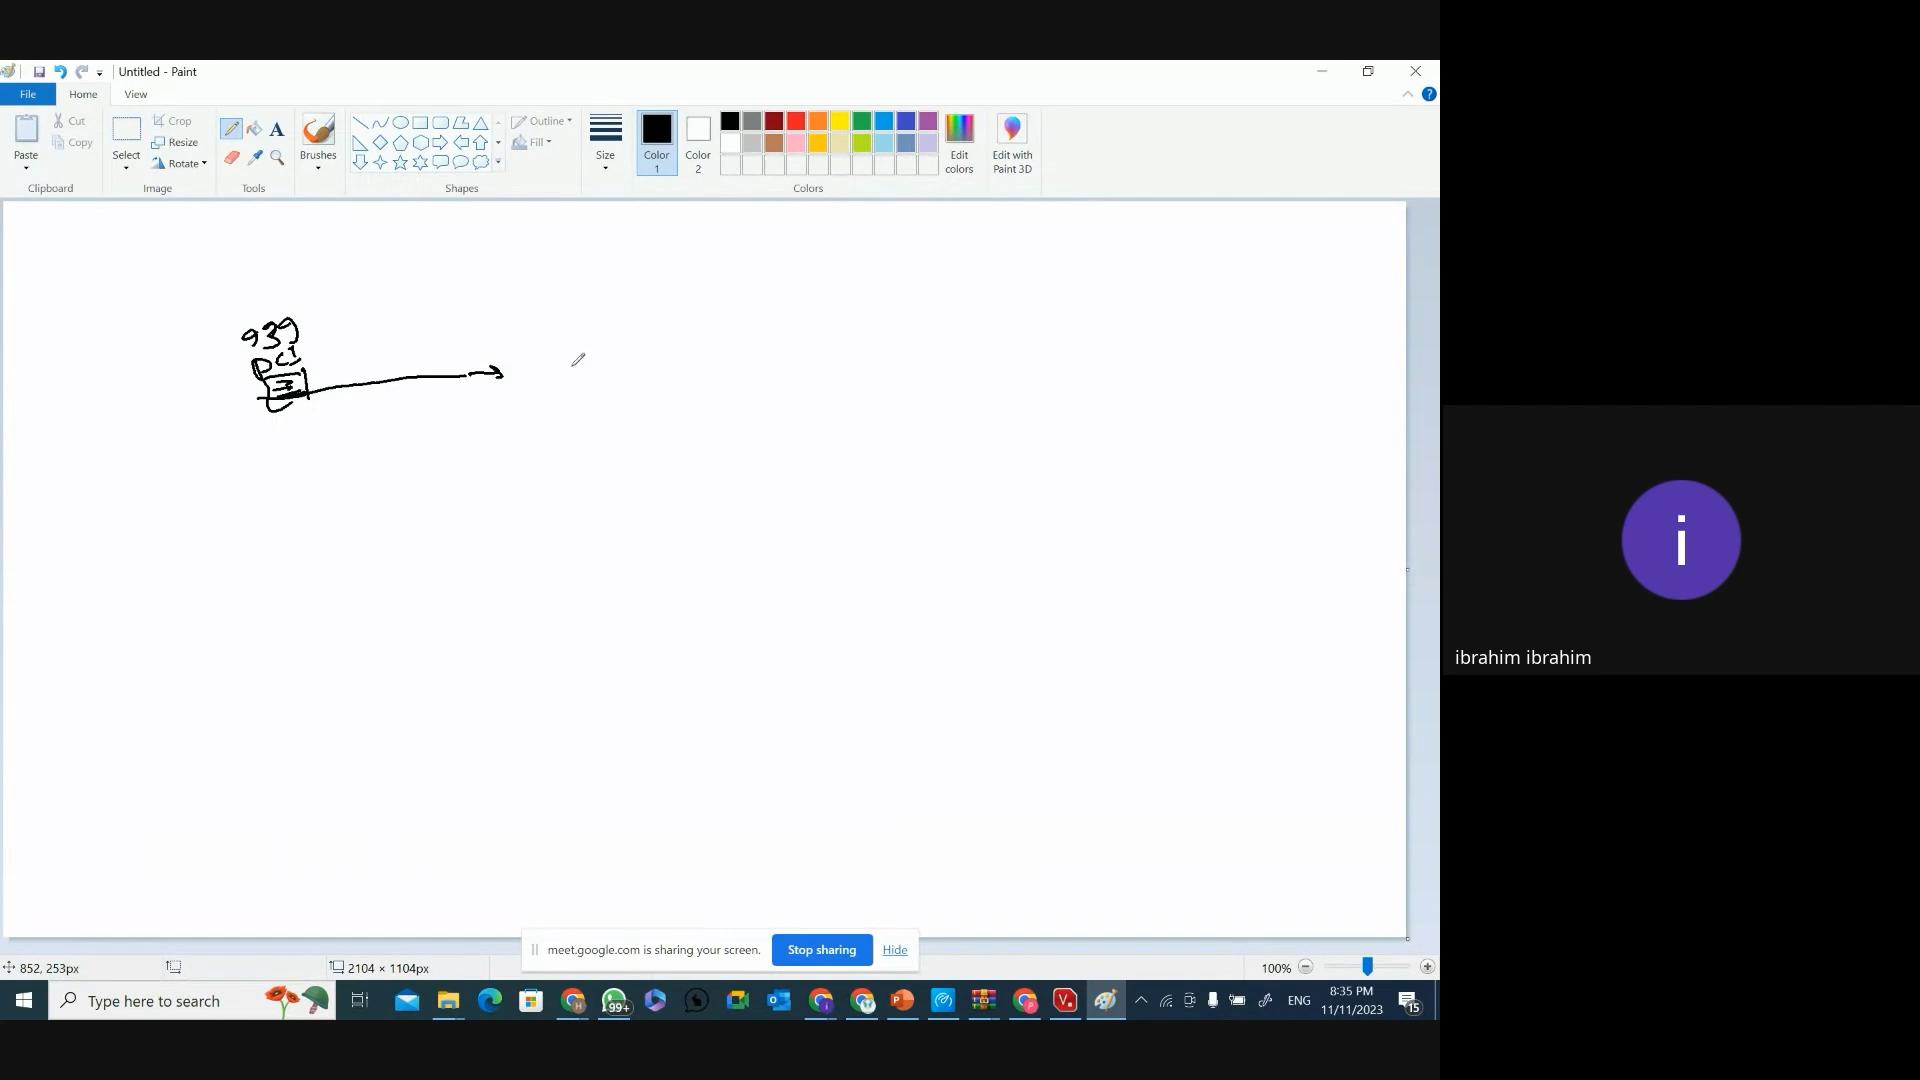 Untitled - Paint
File
Home
View
Paste
Cut
Copy
Clipboard
Select
Crop
Resize
Rotate
Image
A
Tools
Brushes
Shapes
Outline
Fill
Size
Color
1
Color
2
Colors
Edit
colors
Edit with
Paint 3D
939
ibrahim ibrahim
i
meet.google.com is sharing your screen.
Stop sharing
Hide
852, 253px
2104 × 1104px
100%
Type here to search
99+
ENG
8:35 PM
11/11/2023
15